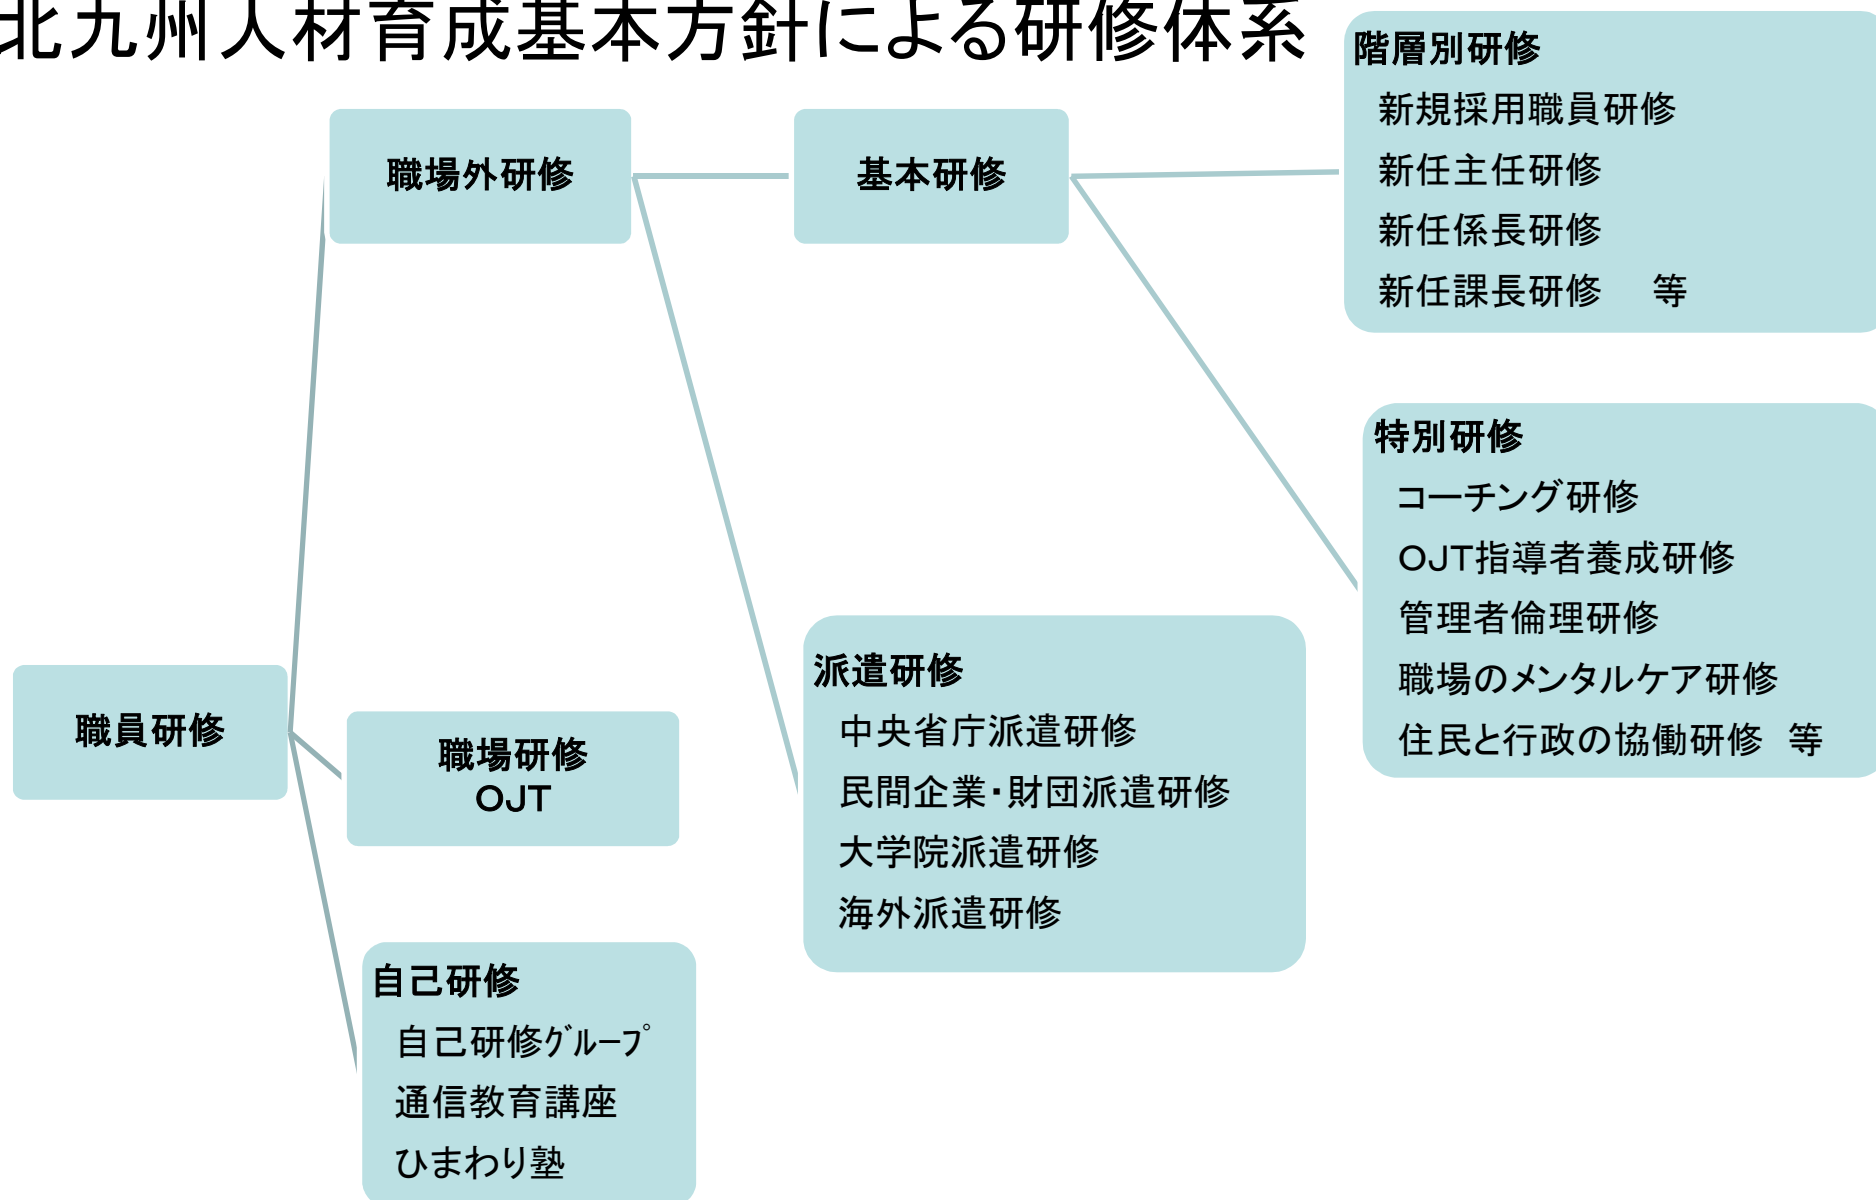 北九州人材育成基本方針による研修体系
職員研修
職場外研修
職場研修
OJT
自己研修
自己研修グループ
通信教育講座
ひまわり塾
基本研修
派遣研修
中央省庁派遣研修
民間企業・財団派遣研修
大学院派遣研修
海外派遣研修
階層別研修
新規採用職員研修
新任主任研修
新任係長研修
新任課長研修　等
特別研修
コーチング研修
OJT指導者養成研修
管理者倫理研修
職場のメンタルケア研修
住民と行政の協働研修　等